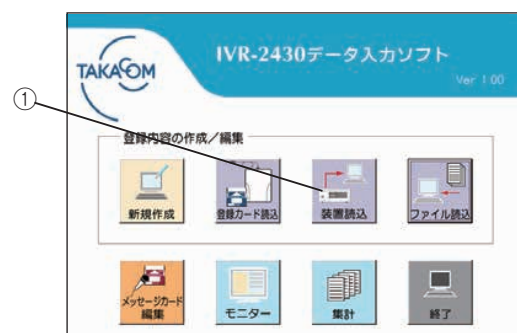 TAKACOM
IVR-2430データ入力ソフト
Ver 1.00
①
登録内容の作成／編集
新規作成
登録カード読込
装置読込
ファイル読込
メッセージカード
編集
モニター
集計
終了